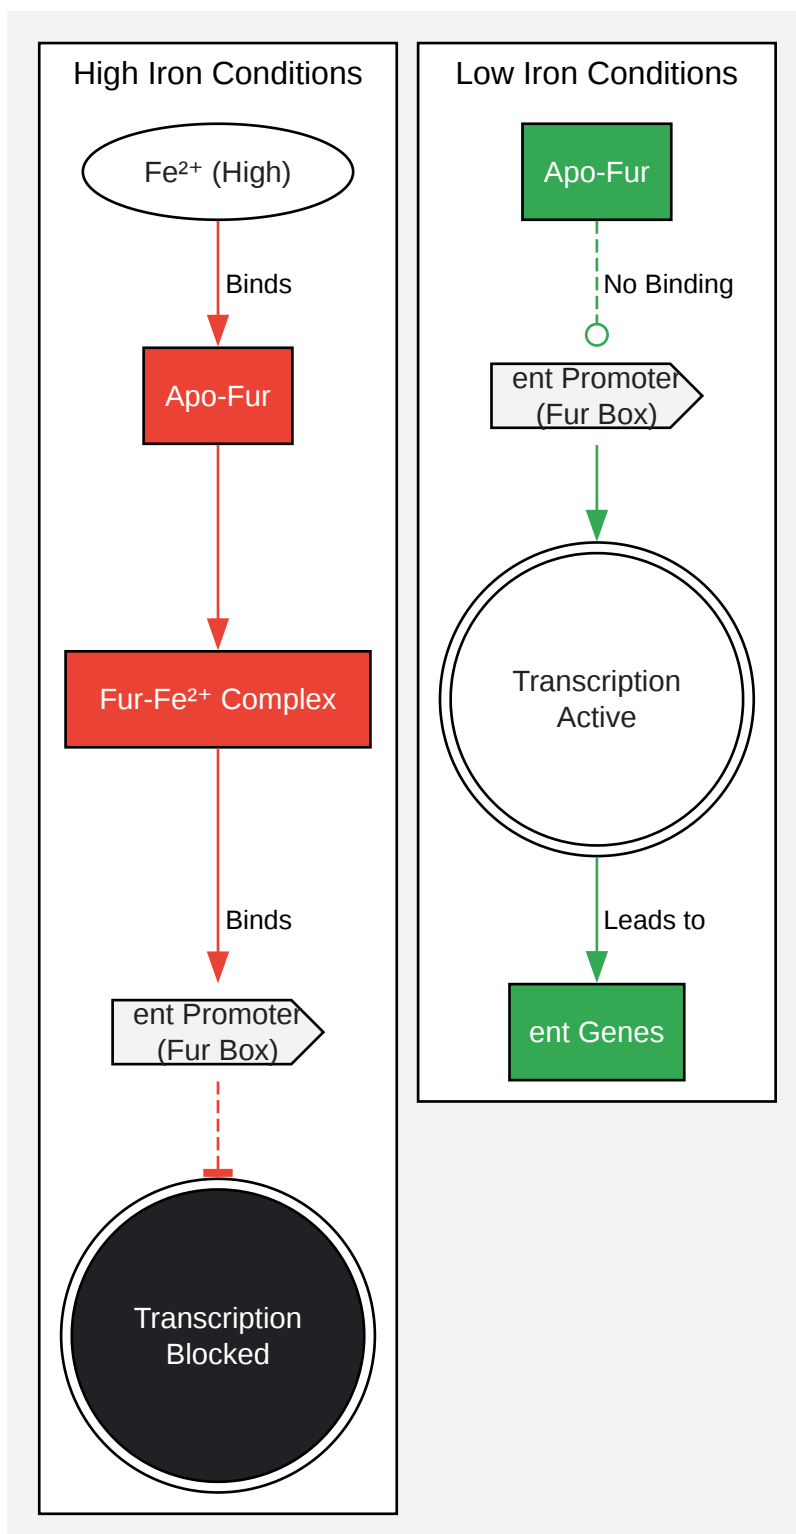 High Iron Conditions
Fe²⁺ (High)
Binds
Apo-Fur
Fur-Fe²⁺ Complex
Binds
ent Promoter
(Fur Box)
Transcription
Blocked
Low Iron Conditions
Apo-Fur
No Binding
ent Promoter
(Fur Box)
Transcription
Active
Leads to
ent Genes